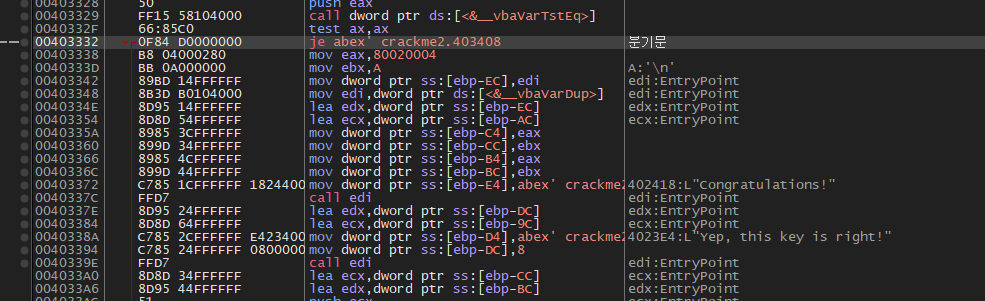 00403328 50 push eax
00403329 FF15 58104000 call dword ptr ds:[<&__vbaVarTstEq>]
0040332F 66:85C0 test ax,ax
00403332 0F84 D0000000 je abex' crackme2.403408 분기문
00403338 B8 04000280 mov eax,80020004
0040333D BB 0A000000 mov ebx,A A:'\n'
00403342 89BD 14FFFFFF mov dword ptr ss:[ebp-EC],edi edi:EntryPoint
00403348 8B3D B0104000 mov edi,dword ptr ds:[<&__vbaVarDup>] edi:EntryPoint
0040334E 8D95 14FFFFFF lea edx,dword ptr ss:[ebp-EC] edx:EntryPoint
00403354 8D8D 54FFFFFF lea ecx,dword ptr ss:[ebp-AC] ecx:EntryPoint
0040335A 8985 3CFFFFFF mov dword ptr ss:[ebp-C4],eax
00403360 899D 34FFFFFF mov dword ptr ss:[ebp-CC],ebx
00403366 8985 4CFFFFFF mov dword ptr ss:[ebp-B4],eax
0040336C 899D 44FFFFFF mov dword ptr ss:[ebp-BC],ebx
00403372 C785 1CFFFFFF 1824400 mov dword ptr ss:[ebp-E4],abex' crackme2 402418:L"Congratulations!"
0040337C FFD7 call edi edi:EntryPoint
0040337E 8D95 24FFFFFF lea edx,dword ptr ss:[ebp-DC] edx:EntryPoint
00403384 8D8D 64FFFFFF lea ecx,dword ptr ss:[ebp-9C] ecx:EntryPoint
0040338A C785 2CFFFFFF E423400 mov dword ptr ss:[ebp-D4],abex' crackme2 4023E4:L"Yep, this key is right!"
00403394 C785 24FFFFFF 0800000 mov dword ptr ss:[ebp-DC],8
0040339E FFD7 call edi edi:EntryPoint
004033A0 8D8D 34FFFFFF lea ecx,dword ptr ss:[ebp-CC] ecx:EntryPoint
004033A6 8D95 44FFFFFF lea edx,dword ptr ss:[ebp-BC] edx:EntryPoint
004033AC 51 push ecx ecx:EntryPoint